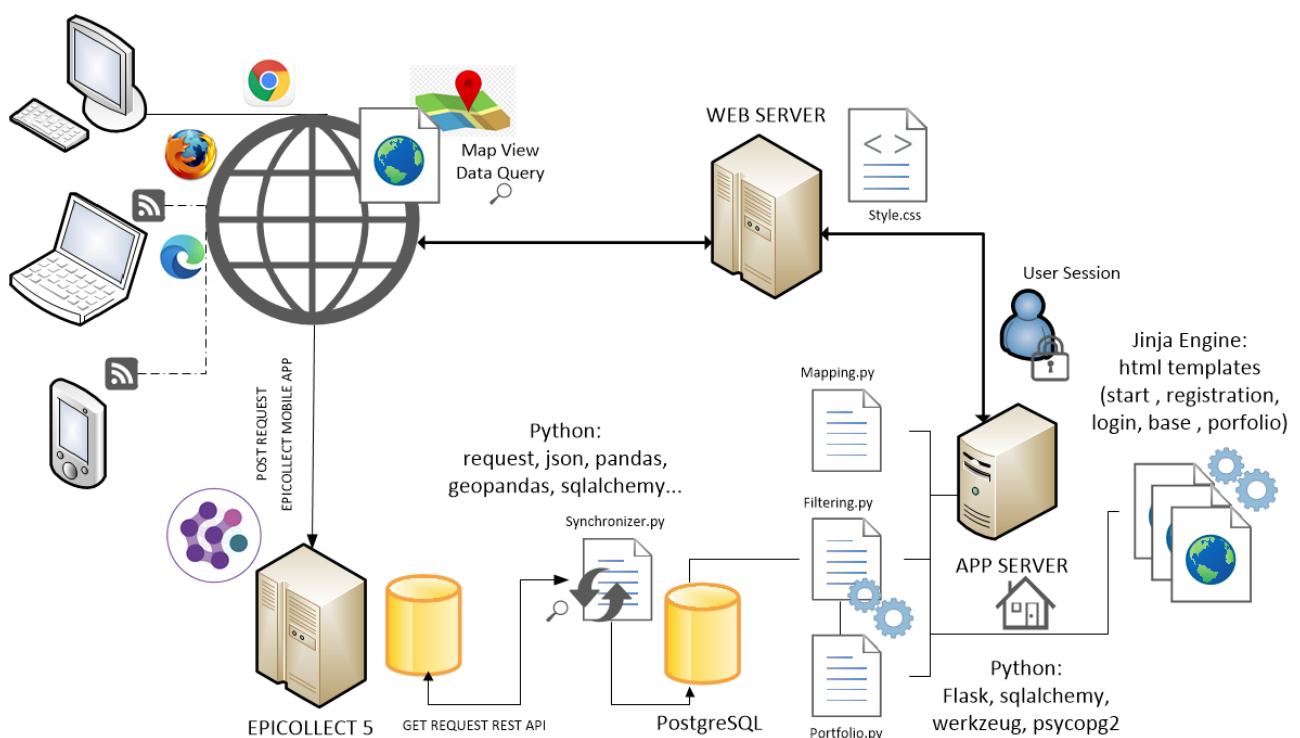 WEB SERVER
Map View
Data Query
Style.css
User Session
Jinja Engine:
html templates
(start , registration,
login, base , porfolio)
Mapping.py
POST REQUEST
EPICOLLECT MOBILE APP
Python:
request, json, pandas,
geopandas, sqlalchemy...
Synchronizer.py
Filtering.py
APP SERVER
Python:
Flask, sqlalchemy,
werkzeug, psycopg2
EPICOLLECT 5
GET REQUEST REST API
PostgreSQL
Portfolio.py